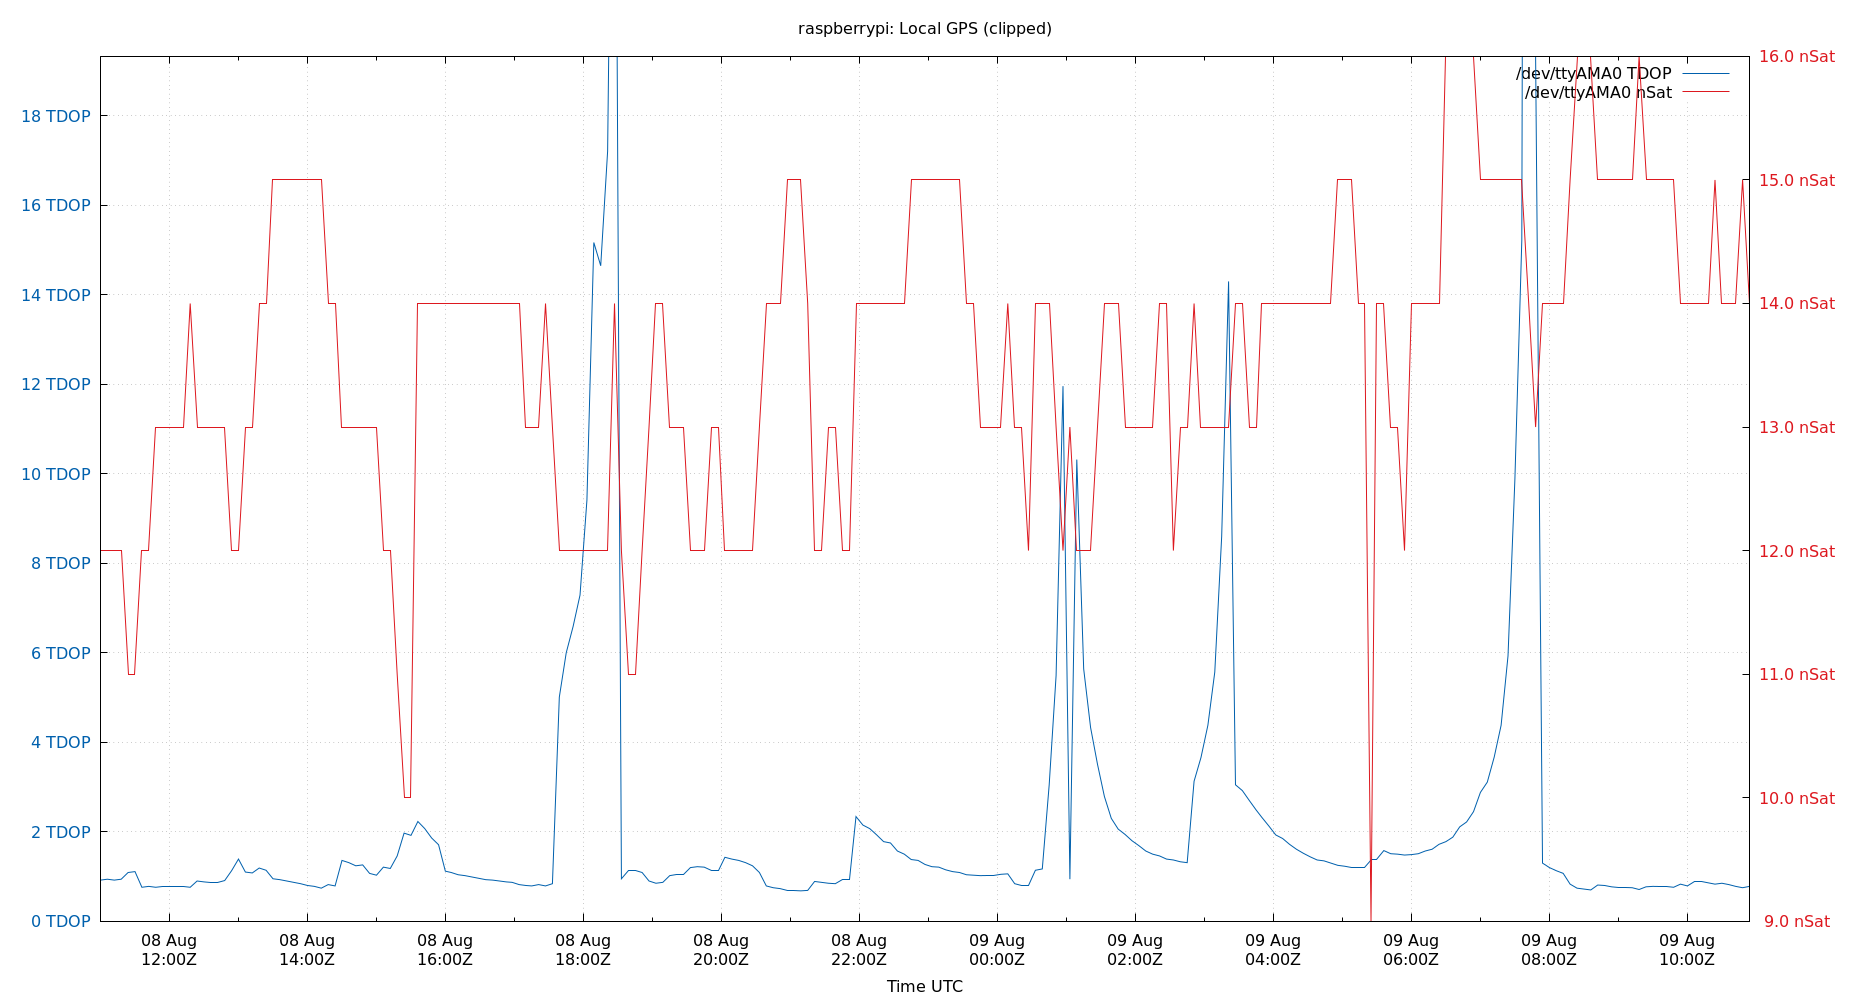 raspberrypi: Local GPS (clipped)
16.0 nSat
/dev/ttyAMA0 TDOP
/dev/ttyAMA0 nSat
18 TDOP
15.0 nSat
16 TDOP
14 TDOP
14.0 nSat
12 TDOP
13.0 nSat
10 TDOP
12.0 nSat
8 TDOP
6 TDOP
11.0 nSat
4 TDOP
10.0 nSat
2 TDOP
0 TDOP
9.0 nSat
08 Aug 08 Aug 08 Aug 08 Aug 08 Aug 08 Aug 09 Aug 09 Aug 09 Aug 09 Aug 09 Aug 09 Aug
12:00Z 14:00Z 16:00Z 18:00Z 20:00Z 22:00Z 00:00Z 02:00Z 04:00Z 06:00Z 08:00Z 10:00Z
Time UTC